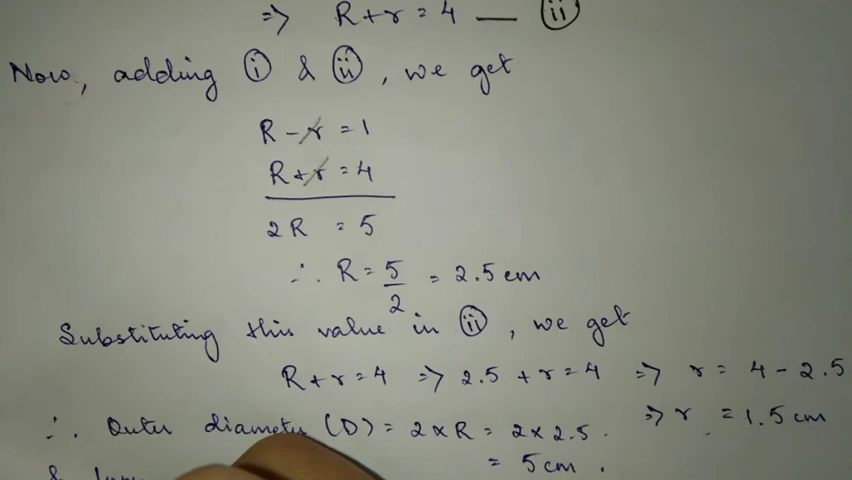 ⇒ R+r=4 — (ii)
Now, adding (i) & (ii), we get
R-r=1
R+r=4
2R = 5
∴ R = 5/2 = 2.5 cm
Substituting this value in (ii), we get
R+r=4 ⇒ 2.5+r=4 ⇒ r = 4-2.5
⇒ r = 1.5 cm
∴ Outer diameter (D) = 2×R = 2×2.5
= 5cm.
&